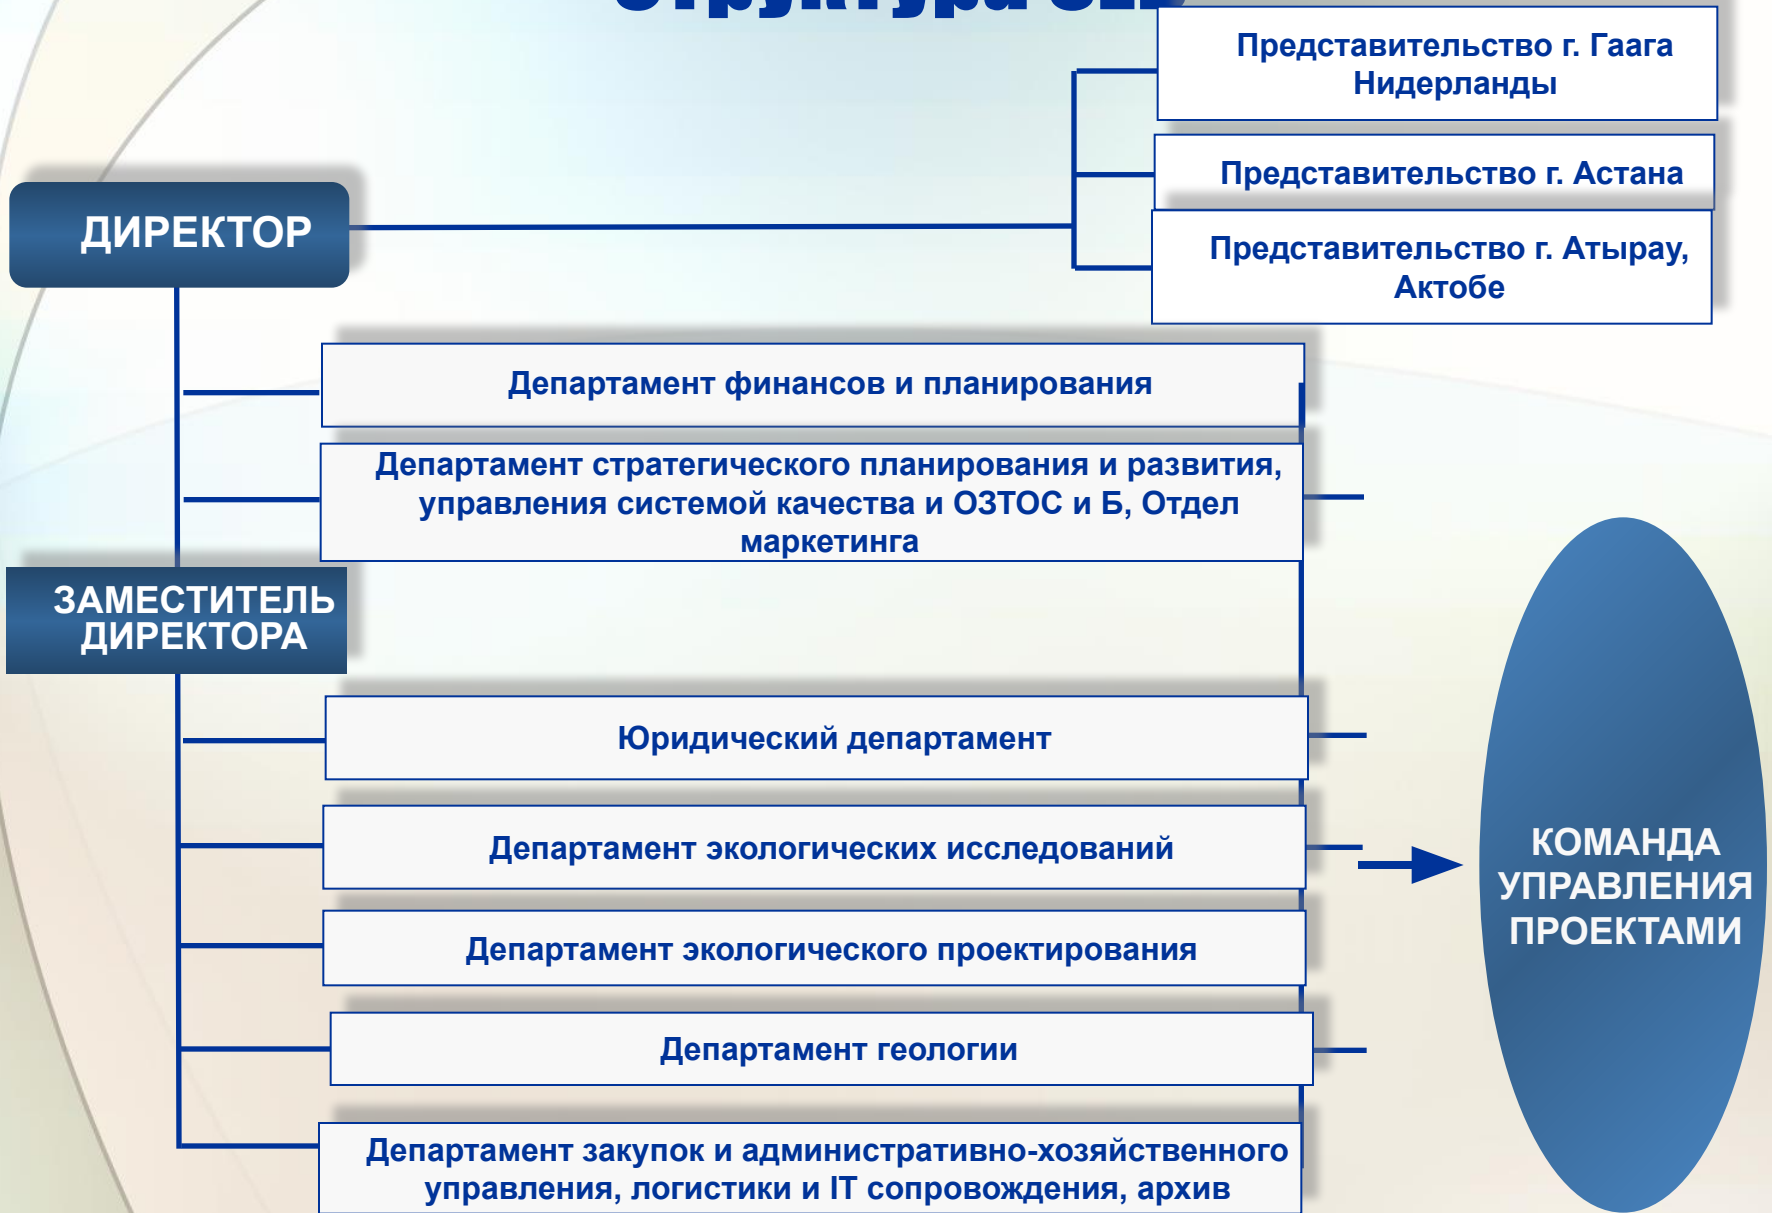 Структура
Представительство г. Гаага
Нидерланды
Представительство г. Астана
ДИРЕКТОР
Представительство г. Атырау,
Актобе
Департамент финансов и планирования
Департамент стратегического планирования и развития,
управления системой качества и ОЗТОС и Б, Отдел
маркетинга
ЗАМЕСТИТЕЛЬ
ДИРЕКТОРА
Юридический департамент
Департамент экологических исследований
КОМАНДА
УПРАВЛЕНИЯ
ПРОЕКТАМИ
Департамент экологического проектирования
Департамент геологии
Департамент закупок и административно-хозяйственного
управления, логистики и IT сопровождения, архив